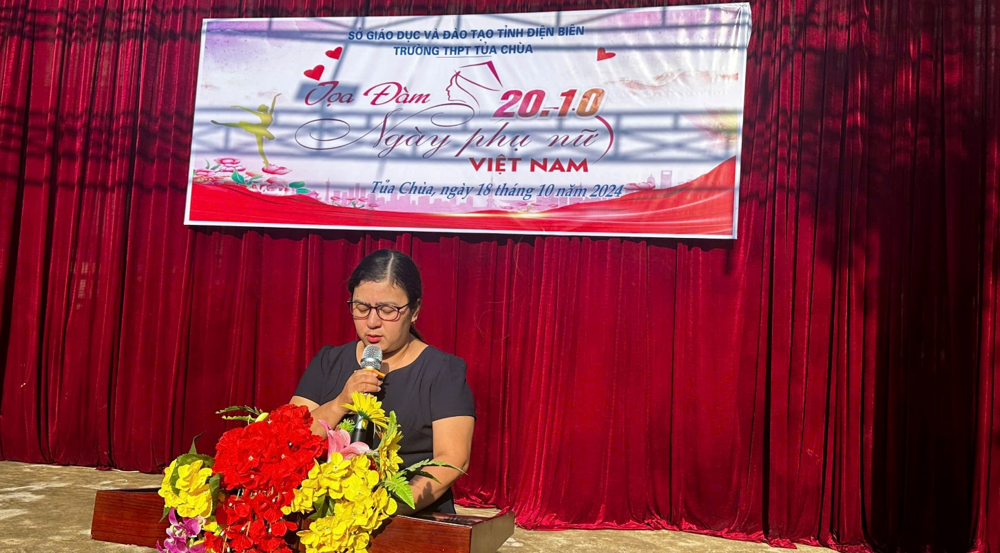 SỞ GIÁO DỤC VÀ ĐÀO TẠO TỈNH ĐIỆN BIÊN
TRƯỜNG THPT TỦA CHÙA
Tọa Đàm 20-10
Ngày phụ nữ
VIỆT NAM
Tủa Chùa, ngày 18 tháng 10 năm 2024